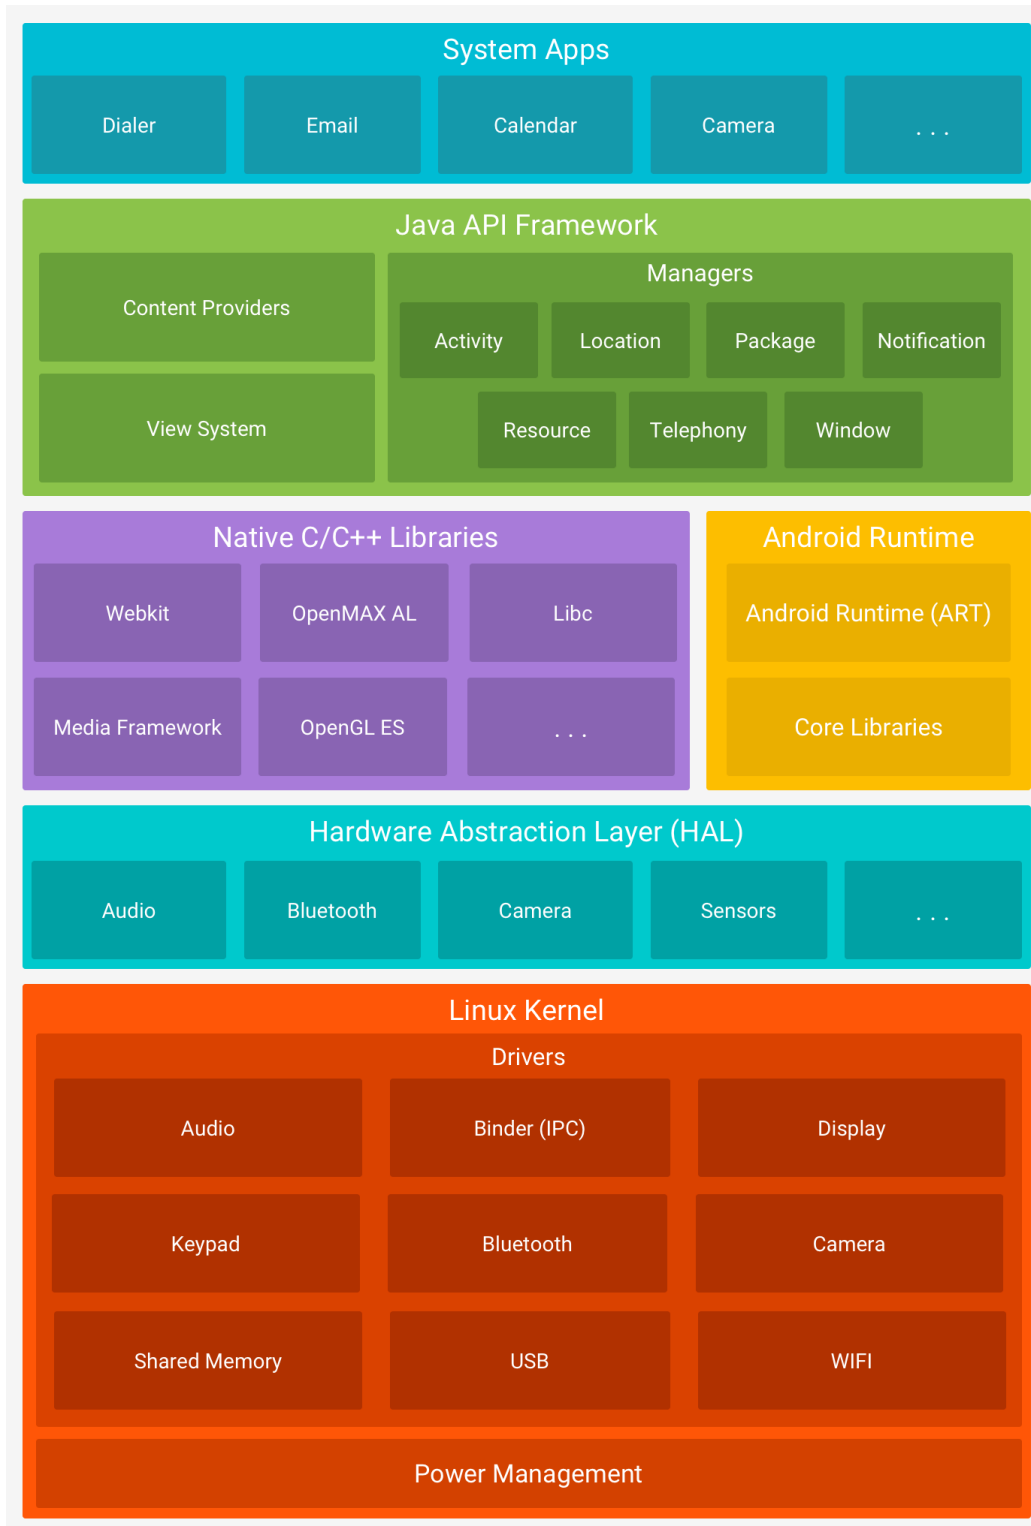 System Apps
Dialer
Email
Calendar
Camera
. . .
Java API Framework
Content Providers
View System
Managers
Activity
Location
Package
Notification
Resource
Telephony
Window
Native C/C++ Libraries
Webkit
OpenMAX AL
Libc
Media Framework
OpenGL ES
. . .
Android Runtime
Android Runtime (ART)
Core Libraries
Hardware Abstraction Layer (HAL)
Audio
Bluetooth
Camera
Sensors
. . .
Linux Kernel
Drivers
Audio
Binder (IPC)
Display
Keypad
Bluetooth
Camera
Shared Memory
USB
WIFI
Power Management